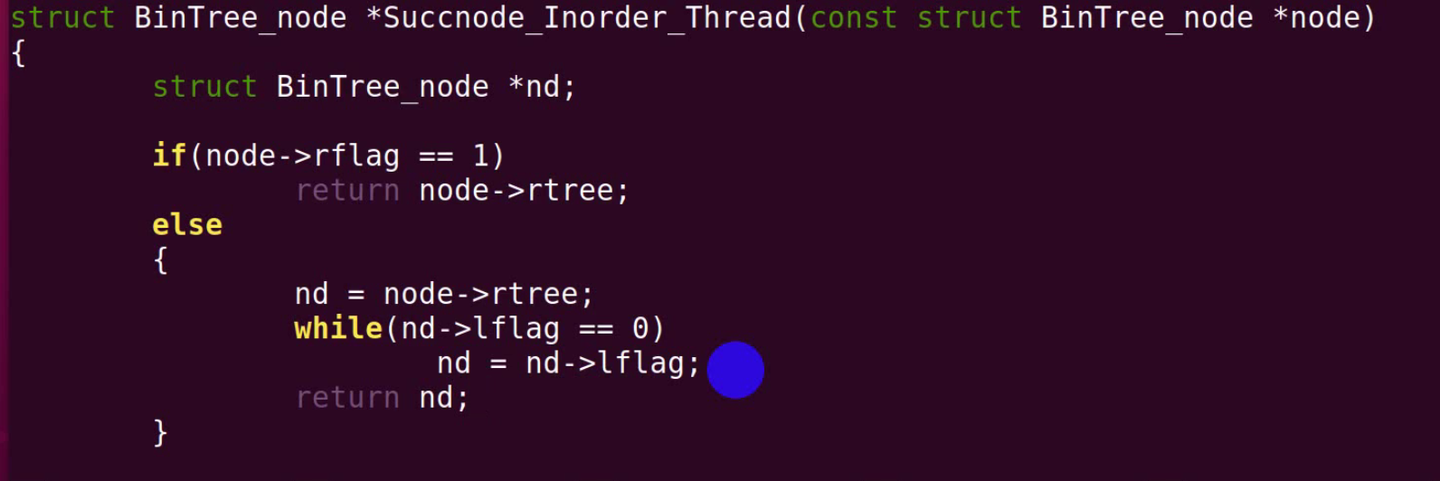 struct BinTree_node *Succnode_Inorder_Thread(const struct BinTree_node *node)
{
struct BinTree_node *nd;
if(node->rflag == 1)
return node->rtree;
else
{
nd = node->rtree;
while(nd->lflag == 0)
nd = nd->lflag;
return nd;
}